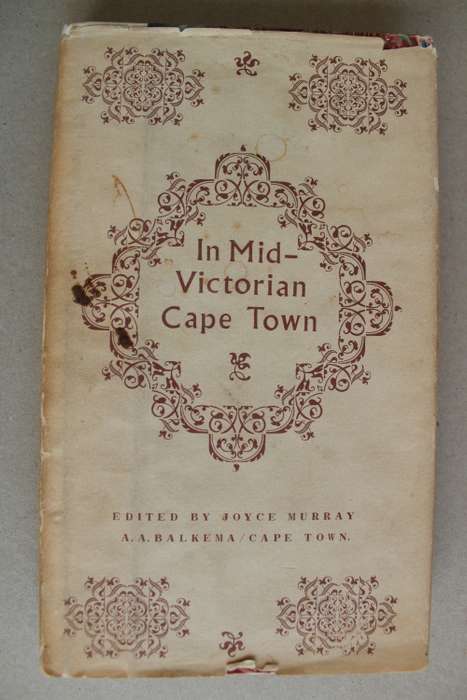 In Mid-
Victorian
Cape Town
EDITED BY JOYCE MURRAY
A.A.BALKEMA/CAPE TOWN.